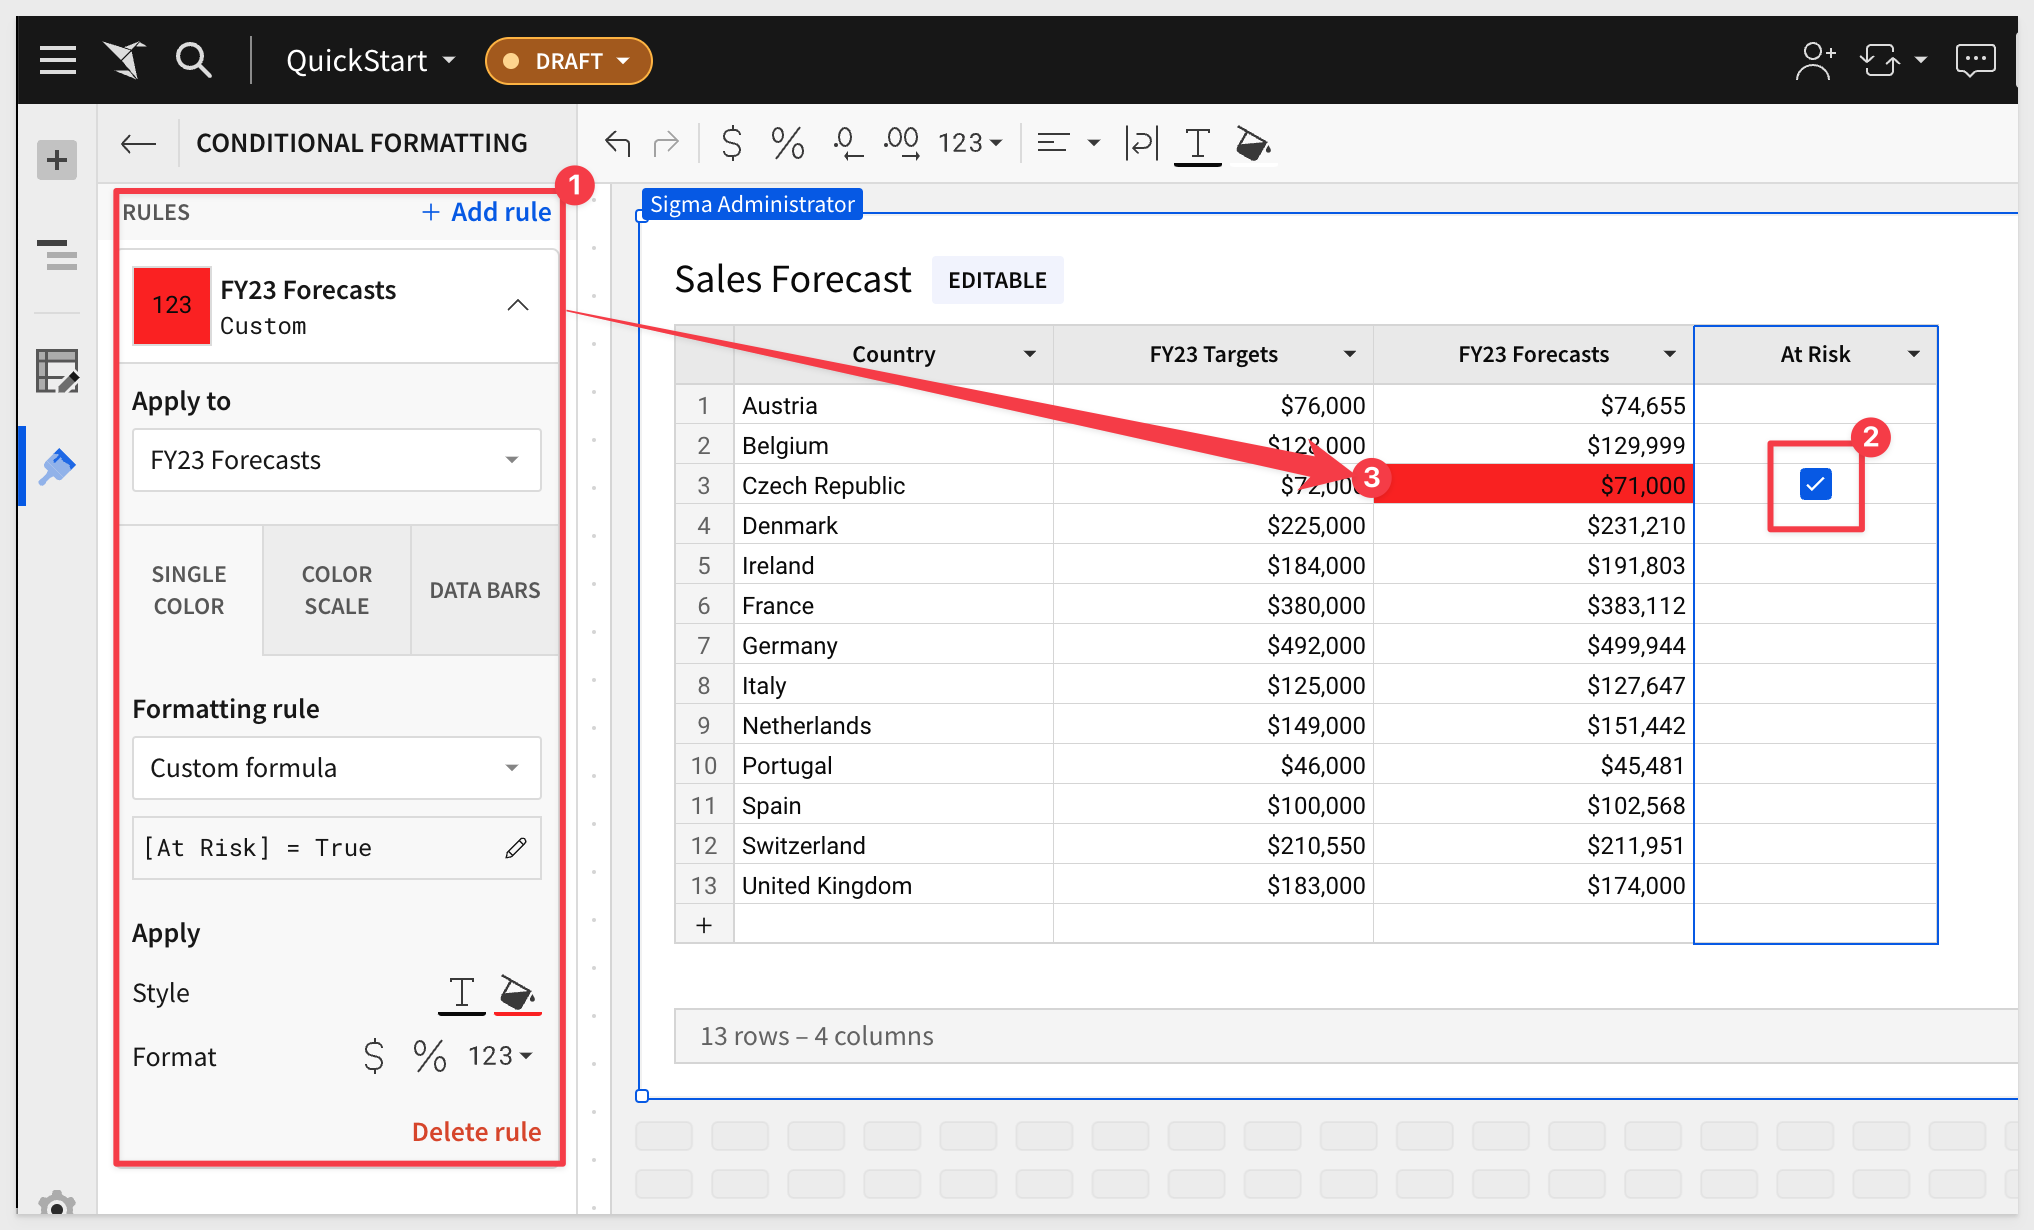 QuickStart
DRAFT
CONDITIONAL FORMATTING
$ % .0 .00 123
1
RULES
+ Add rule
Sigma Administrator
123
FY23 Forecasts
Custom
Sales Forecast
EDITABLE
Apply to
FY23 Forecasts
SINGLE COLOR
COLOR SCALE
DATA BARS
Formatting rule
Custom formula
[At Risk] = True
Apply
Style
Format
$ % 123
Delete rule
Country FY23 Targets FY23 Forecasts At Risk
1 Austria $76,000 $74,655
2 Belgium $128,000 $129,999
2
3 Czech Republic $72,000 3 $71,000
4 Denmark $225,000 $231,210
5 Ireland $184,000 $191,803
6 France $380,000 $383,112
7 Germany $492,000 $499,944
8 Italy $125,000 $127,647
9 Netherlands $149,000 $151,442
10 Portugal $46,000 $45,481
11 Spain $100,000 $102,568
12 Switzerland $210,550 $211,951
13 United Kingdom $183,000 $174,000
+
13 rows – 4 columns